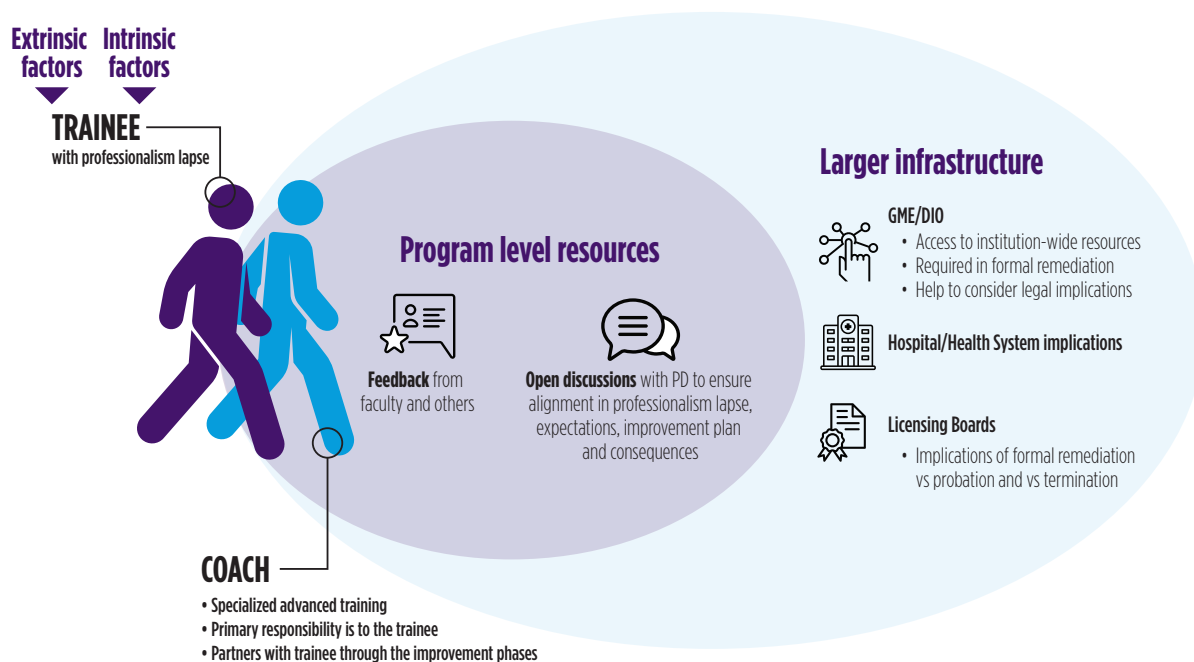 Extrinsic factors
Intrinsic factors
TRAINEE
with professionalism lapse
Program level resources
Feedback from
faculty and others
Open discussions with PD to ensure
alignment in professionalism lapse,
expectations, improvement plan
and consequences
Larger infrastructure
GME/DIO
• Access to institution-wide resources
• Required in formal remediation
• Help to consider legal implications
Hospital/Health System implications
Licensing Boards
• Implications of formal remediation
vs probation and vs termination
COACH
• Specialized advanced training
• Primary responsibility is to the trainee
• Partners with trainee through the improvement phases